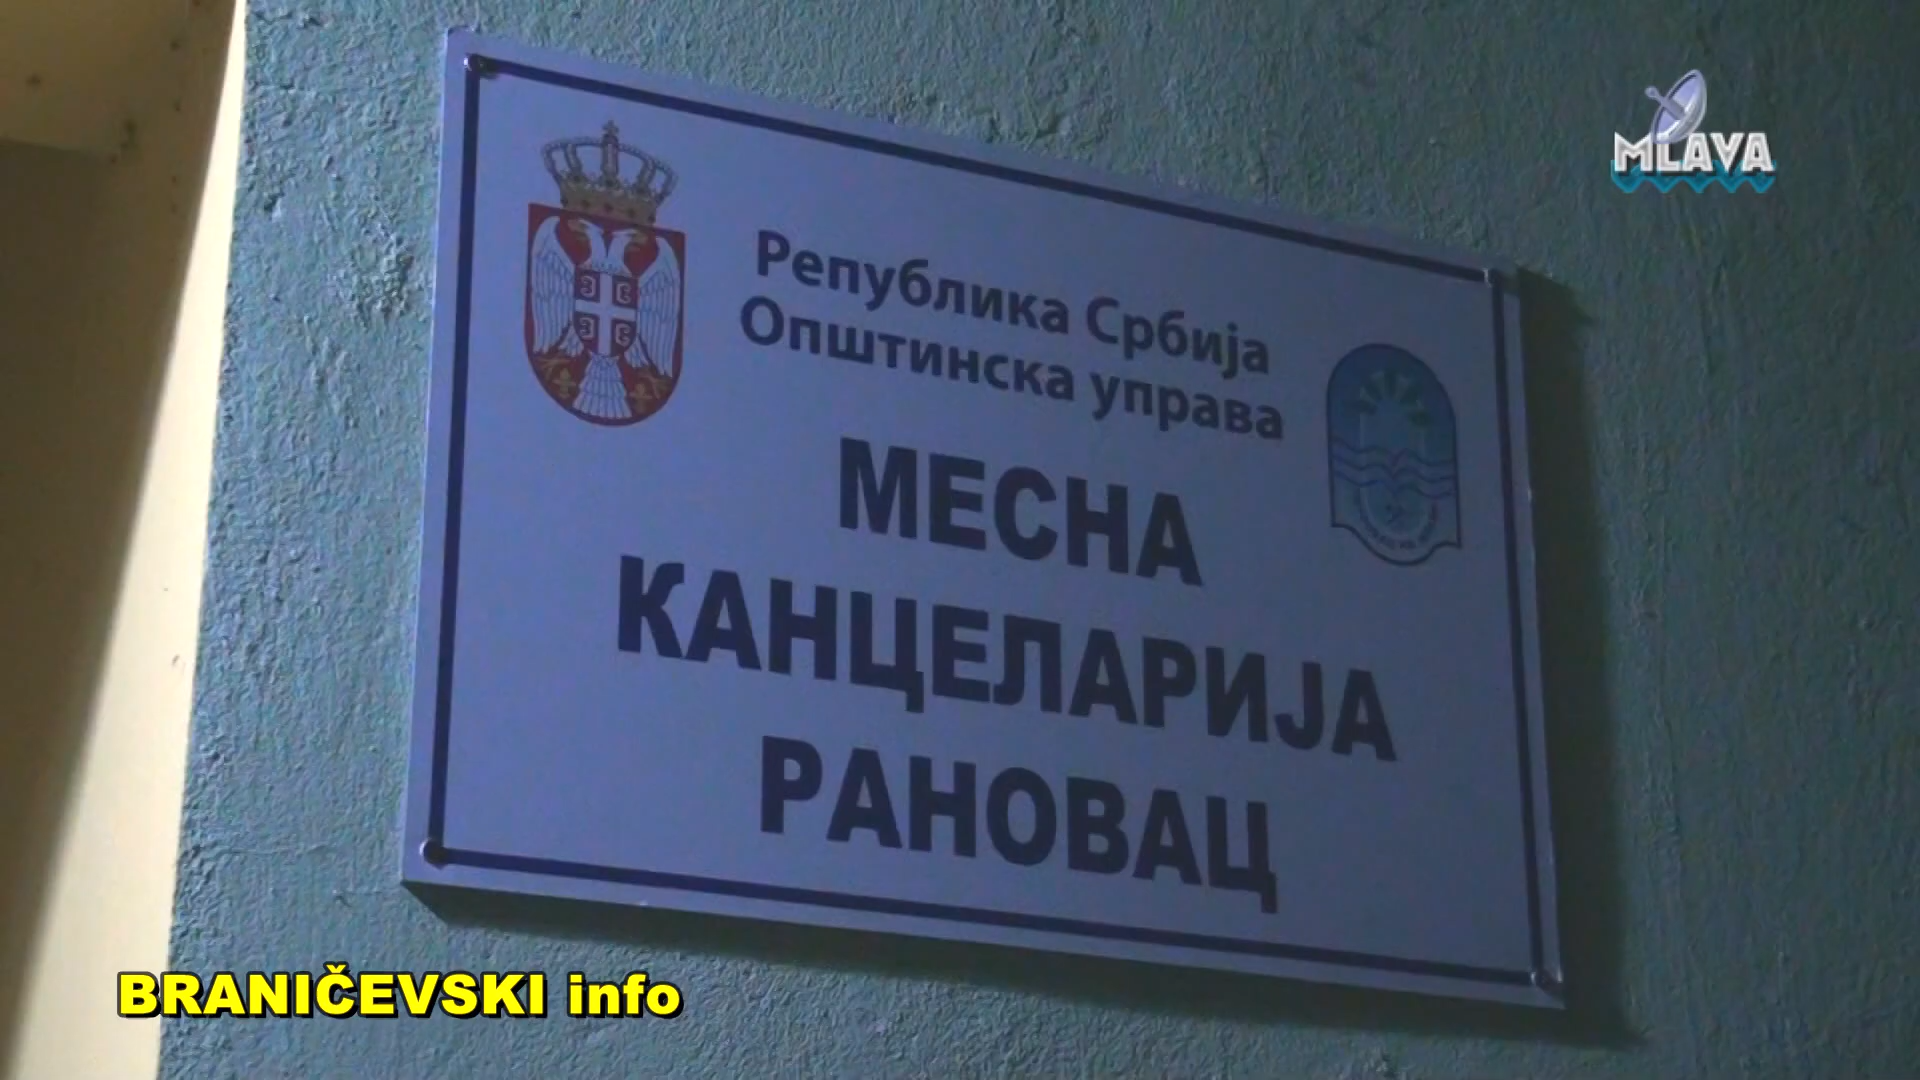 MLAVA
Република Србија
Општинска управа
МЕСНА
КАНЦЕЛАРИЈА
РАНОВАЦ
BRANIČEVSKI info